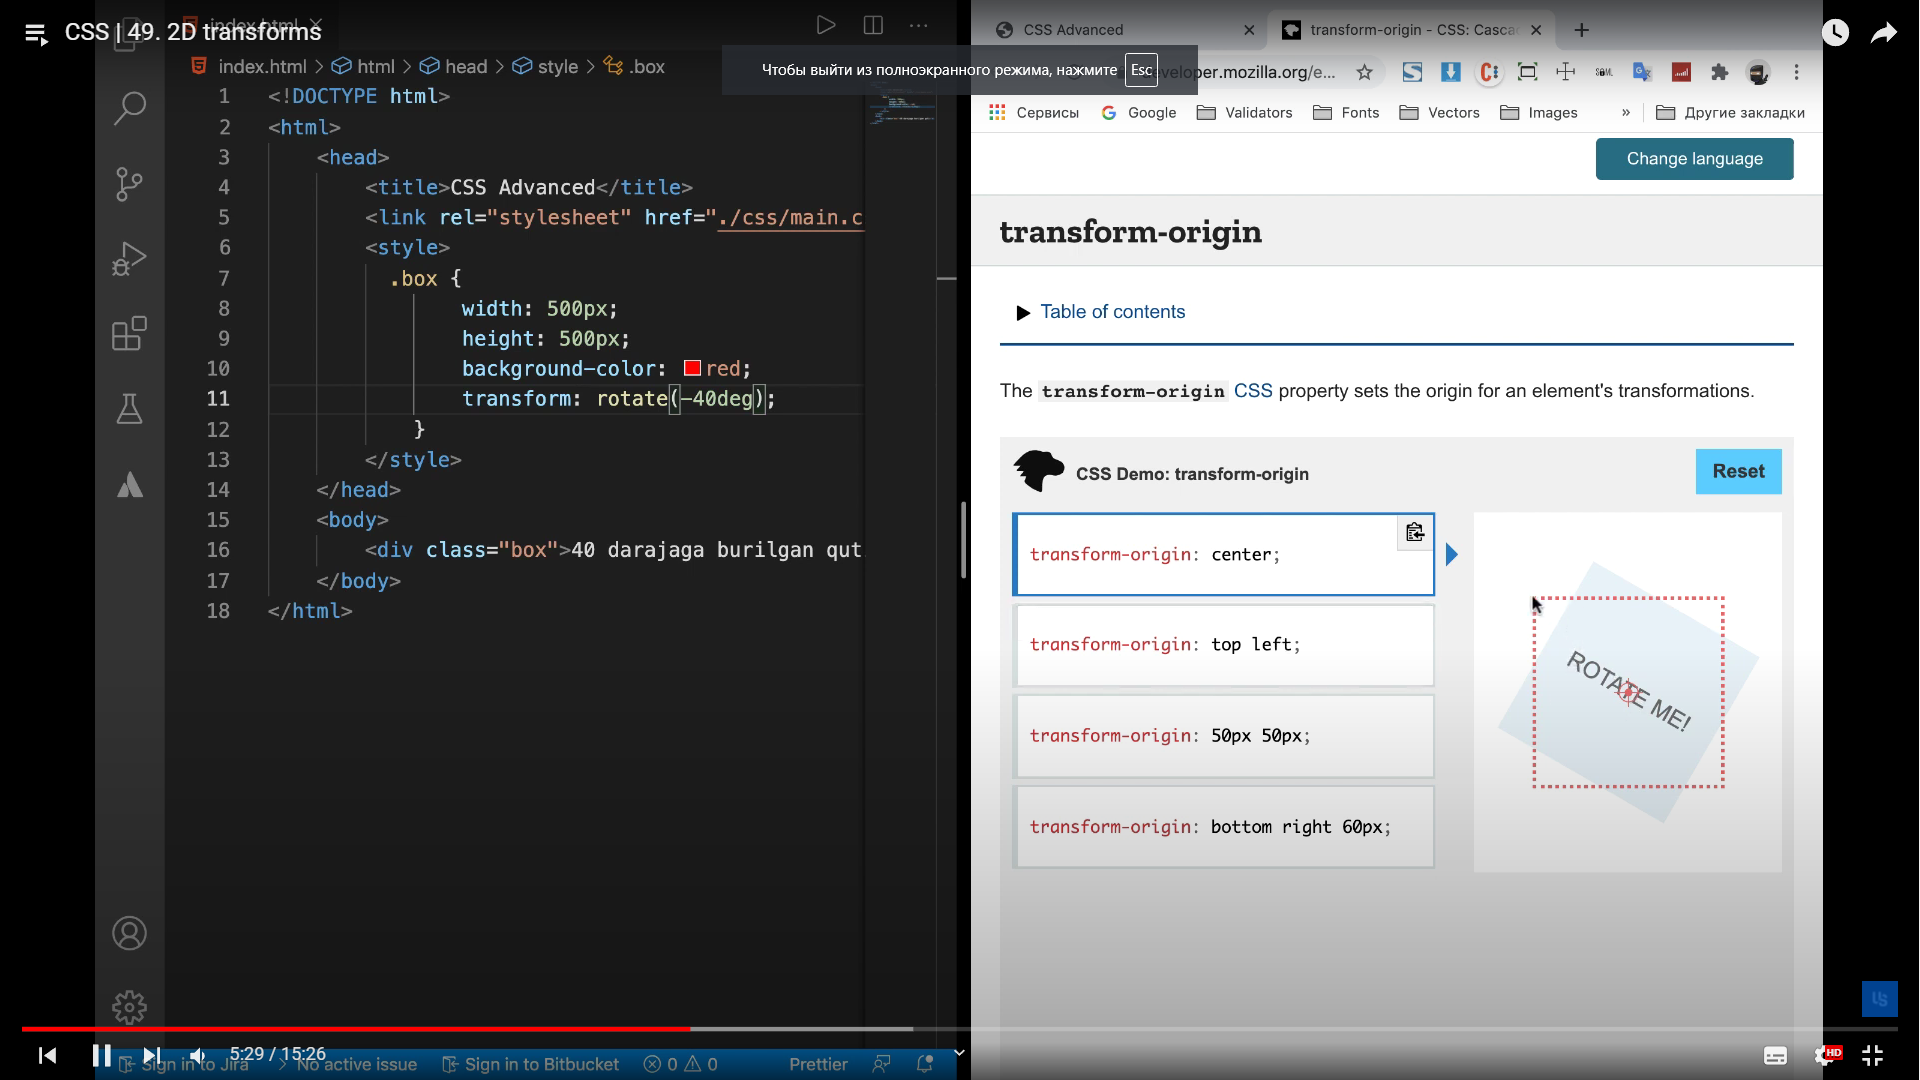 CSS | 49. 2D transforms
index.html
Чтобы выйти из полноэкранного режима, нажмите Esc
index.html > html > head > style > .box
1 <!DOCTYPE html>
2 <html>
3 <head>
4 <title>CSS Advanced</title>
5 <link rel="stylesheet" href="./css/main.c
6 <style>
7 .box {
8 width: 500px;
9 height: 500px;
10 background-color: red;
11 transform: rotate(-40deg);
12 }
13 </style>
14 </head>
15 <body>
16 <div class="box">40 darajaga burilgan qut
17 </body>
18 </html>
CSS Advanced
transform-origin - CSS: Casca
eveloper.mozilla.org/e...
Сервисы Google Validators Fonts Vectors Images » Другие закладки
Change language
transform-origin
Table of contents
The transform-origin CSS property sets the origin for an element's transformations.
CSS Demo: transform-origin
Reset
transform-origin: center;
transform-origin: top left;
transform-origin: 50px 50px;
transform-origin: bottom right 60px;
ROTATE ME!
US
5:29 / 15:26
HD
Sign in to Jira No active issue Sign in to Bitbucket 0 0 Prettier